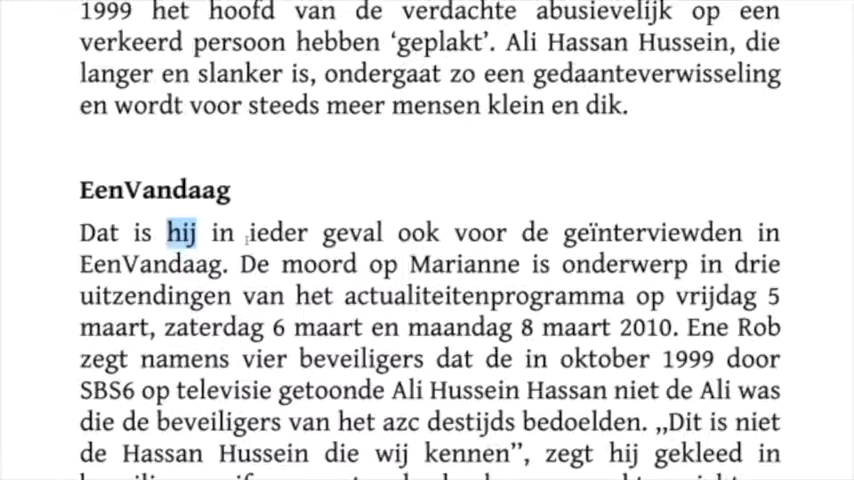 1999 het hoofd van de verdachte abusievelijk op een
verkeerd persoon hebben ‘geplakt’. Ali Hassan Hussein, die
langer en slanker is, ondergaat zo een gedaanteverwisseling
en wordt voor steeds meer mensen klein en dik.
EenVandaag
Dat is hij in ieder geval ook voor de geïnterviewden in
EenVandaag. De moord op Marianne is onderwerp in drie
uitzendingen van het actualiteitenprogramma op vrijdag 5
maart, zaterdag 6 maart en maandag 8 maart 2010. Ene Rob
zegt namens vier beveiligers dat de in oktober 1999 door
SBS6 op televisie getoonde Ali Hussein Hassan niet de Ali was
die de beveiligers van het azc destijds bedoelden. „Dit is niet
de Hassan Hussein die wij kennen”, zegt hij gekleed in